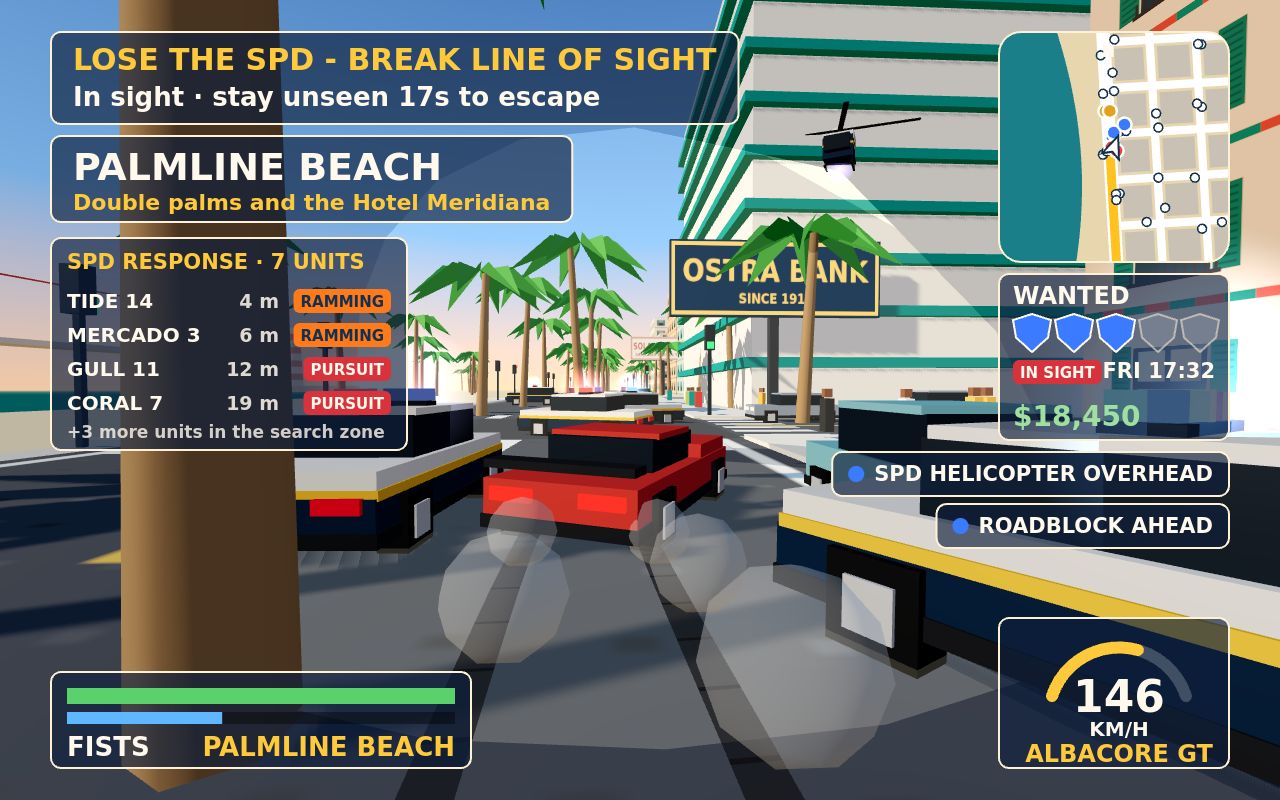 LOSE THE SPD - BREAK LINE OF SIGHT
In sight · stay unseen 17s to escape
PALMLINE BEACH
Double palms and the Hotel Meridiana
SPD RESPONSE · 7 UNITS
TIDE 14 4 m RAMMING
MERCADO 3 6 m RAMMING
GULL 11 12 m PURSUIT
CORAL 7 19 m PURSUIT
+3 more units in the search zone
OSTRA BANK
SINCE 191
WANTED
IN SIGHT FRI 17:32
$18,450
SPD HELICOPTER OVERHEAD
ROADBLOCK AHEAD
FISTS PALMLINE BEACH
146
KM/H
ALBACORE GT